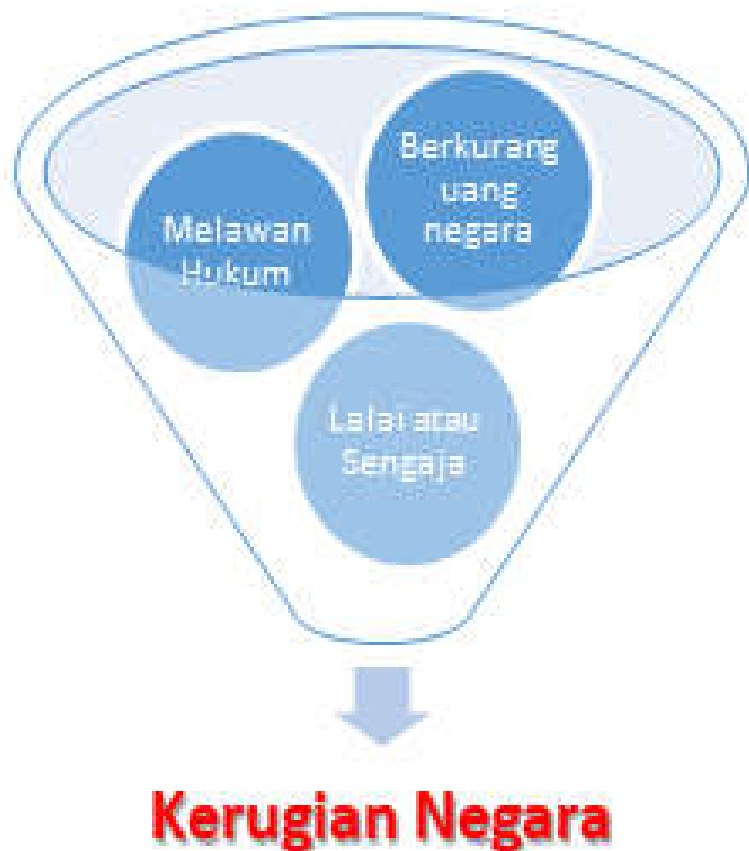 Berkurang
uang
negara
Melawan
Hukum
Lalai atau
Sengaja
Kerugian Negara